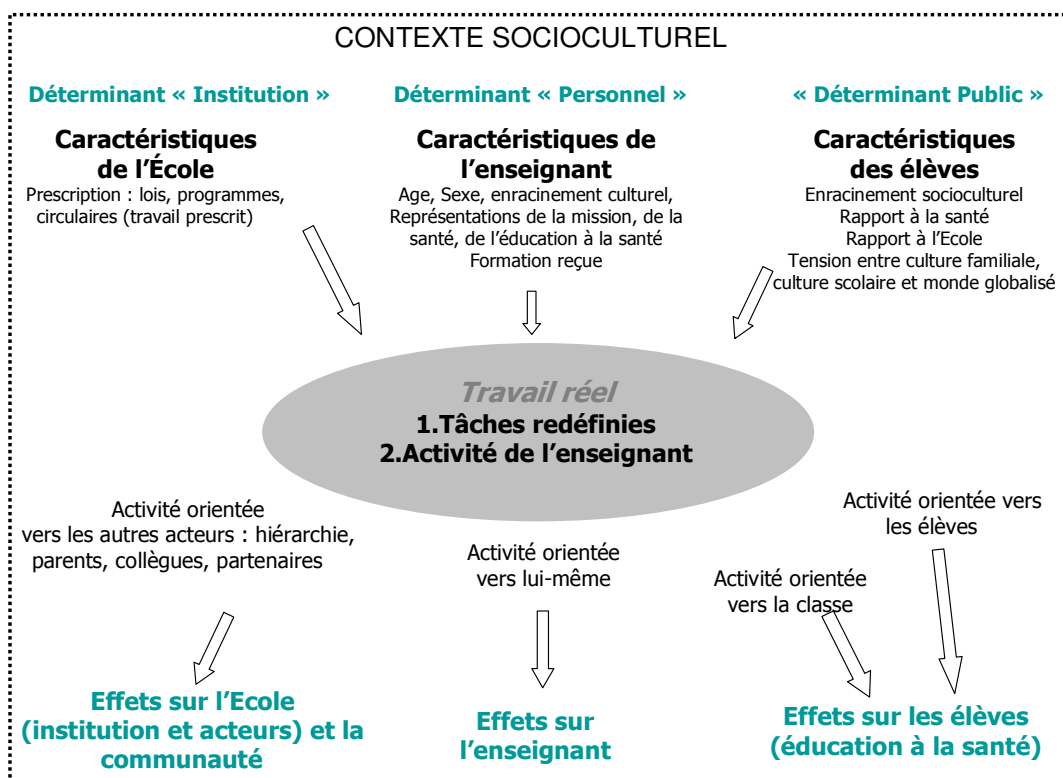 CONTEXTE SOCIOCULTUREL
Déterminant « Institution »
Caractéristiques
de l'École
Prescription : lois, programmes,
circulaires (travail prescrit)
Déterminant « Personnel »
Caractéristiques de
l'enseignant
Age, Sexe, enracinement culturel,
Représentations de la mission, de la
santé, de l'éducation à la santé
Formation reçue
« Déterminant Public »
Caractéristiques
des élèves
Enracinement socioculturel
Rapport à la santé
Rapport à l'Ecole
Tension entre culture familiale,
culture scolaire et monde globalisé
Travail réel
1.Tâches redéfinies
2.Activité de l'enseignant
Activité orientée
vers les autres acteurs : hiérarchie,
parents, collègues, partenaires
Activité orientée
vers lui-même
Activité orientée
vers la classe
Activité orientée vers
les élèves
Effets sur l'Ecole
(institution et acteurs) et la
communauté
Effets sur
l'enseignant
Effets sur les élèves
(éducation à la santé)